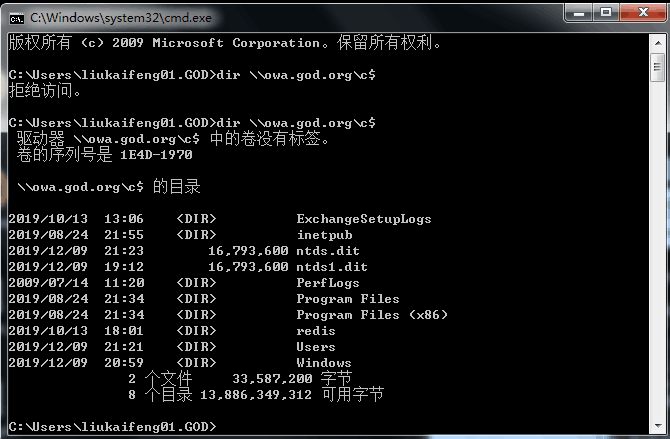 C:\Windows\system32\cmd.exe
版权所有 (c) 2009 Microsoft Corporation。保留所有权利。
C:\Users\liukaifeng01.GOD>dir \\owa.god.org\c$
拒绝访问。
C:\Users\liukaifeng01.GOD>dir \\owa.god.org\c$
驱动器 \\owa.god.org\c$ 中的卷没有标签。
卷的序列号是 1E4D-1970
\\owa.god.org\c$ 的目录
2019/10/13  13:06    <DIR>          ExchangeSetupLogs
2019/08/24  21:55    <DIR>          inetpub
2019/12/09  21:23        16,793,600 ntds.dit
2019/12/09  19:12        16,793,600 ntds1.dit
2009/07/14  11:20    <DIR>          PerfLogs
2019/08/24  21:34    <DIR>          Program Files
2019/08/24  21:34    <DIR>          Program Files (x86)
2019/10/13  18:01    <DIR>          redis
2019/12/09  21:21    <DIR>          Users
2019/12/09  20:59    <DIR>          Windows
2 个文件     33,587,200 字节
8 个目录 13,886,349,312 可用字节
C:\Users\liukaifeng01.GOD>